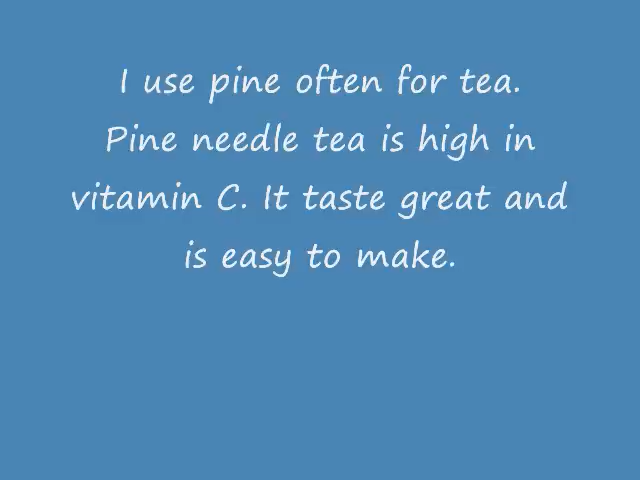 I use pine often for tea.
Pine needle tea is high in
vitamin C. It taste great and
is easy to make.